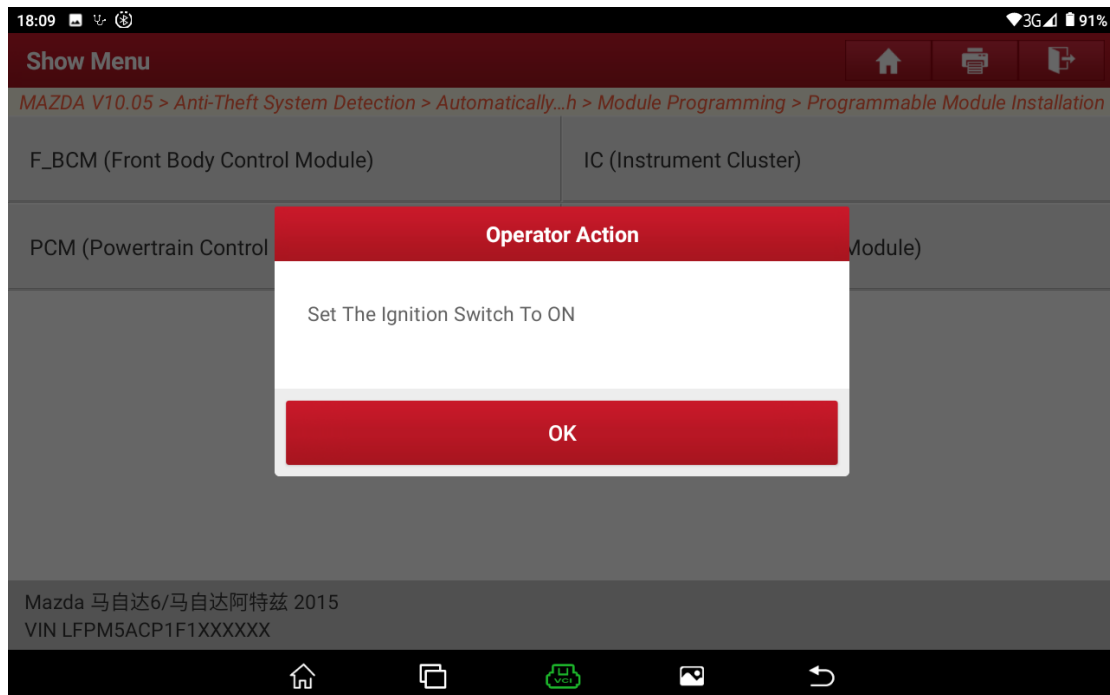 18:09 3G 91%
Show Menu
MAZDA V10.05 > Anti-Theft System Detection > Automatically...h > Module Programming > Programmable Module Installation
F_BCM (Front Body Control Module) IC (Instrument Cluster)
PCM (Powertrain Control Module)
Operator Action
Set The Ignition Switch To ON
OK
Mazda 马自达6/马自达阿特兹 2015
VIN LFPM5ACP1F1XXXXXX
VCI